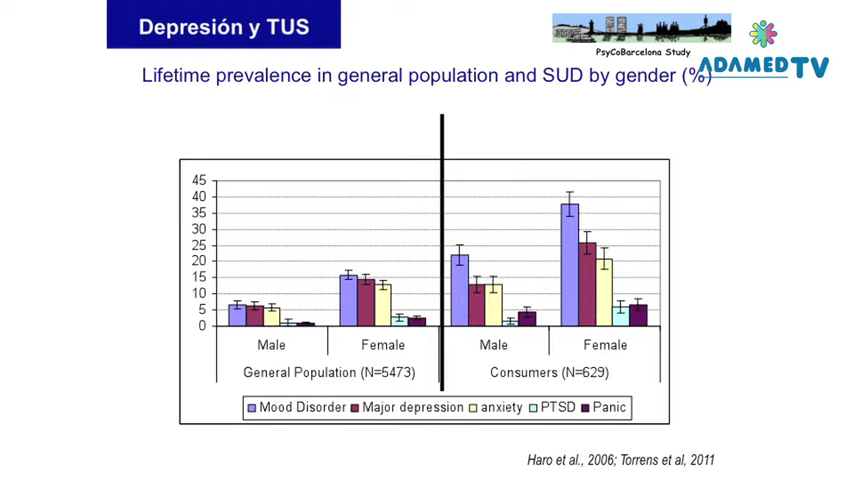 Depresión y TUS
PsyCoBarcelona Study
ADAMEDTV
Lifetime prevalence in general population and SUD by gender (%)
45
40
35
30
25
20
15
10
5
0
Male Female Male Female
General Population (N=5473) Consumers (N=629)
Mood Disorder Major depression anxiety PTSD Panic
Haro et al., 2006; Torrens et al, 2011